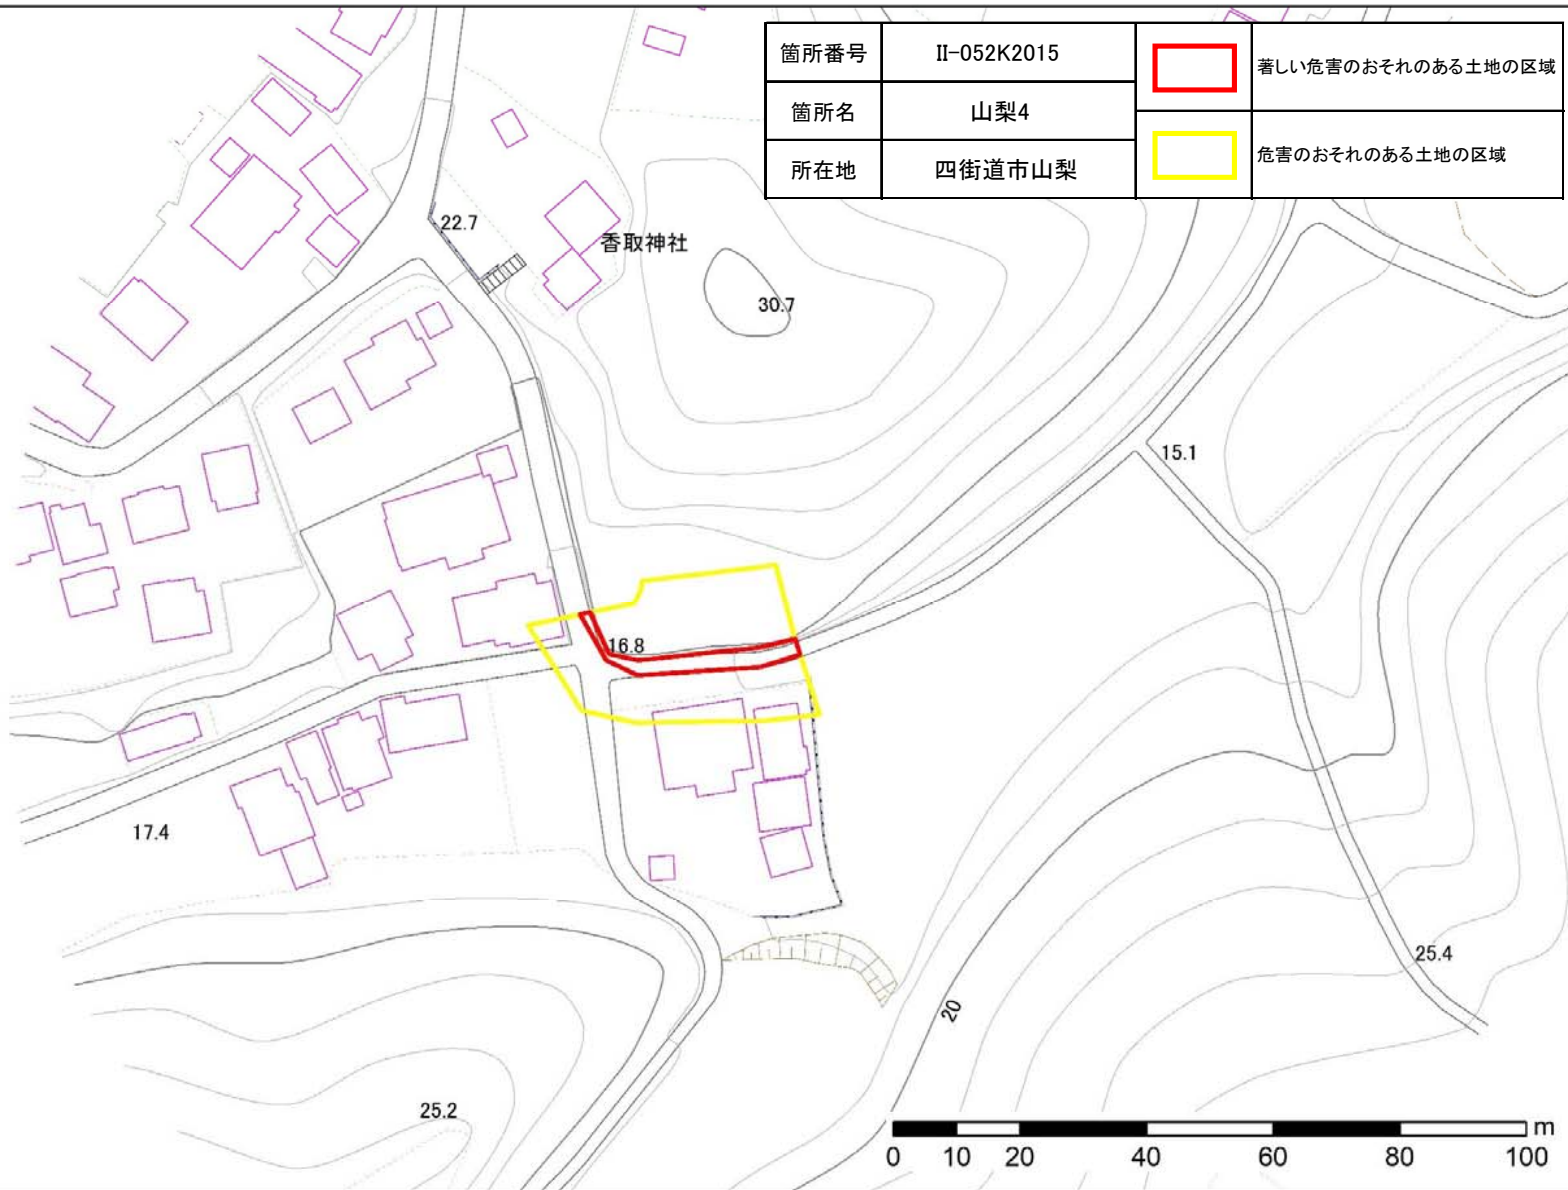 箇所番号 II-052K2015
箇所名 山梨4
所在地 四街道市山梨
著しい危害のおそれのある土地の区域
危害のおそれのある土地の区域
22.7
香取神社
30.7
15.1
16.8
17.4
25.4
20
25.2
m
0 10 20 40 60 80 100